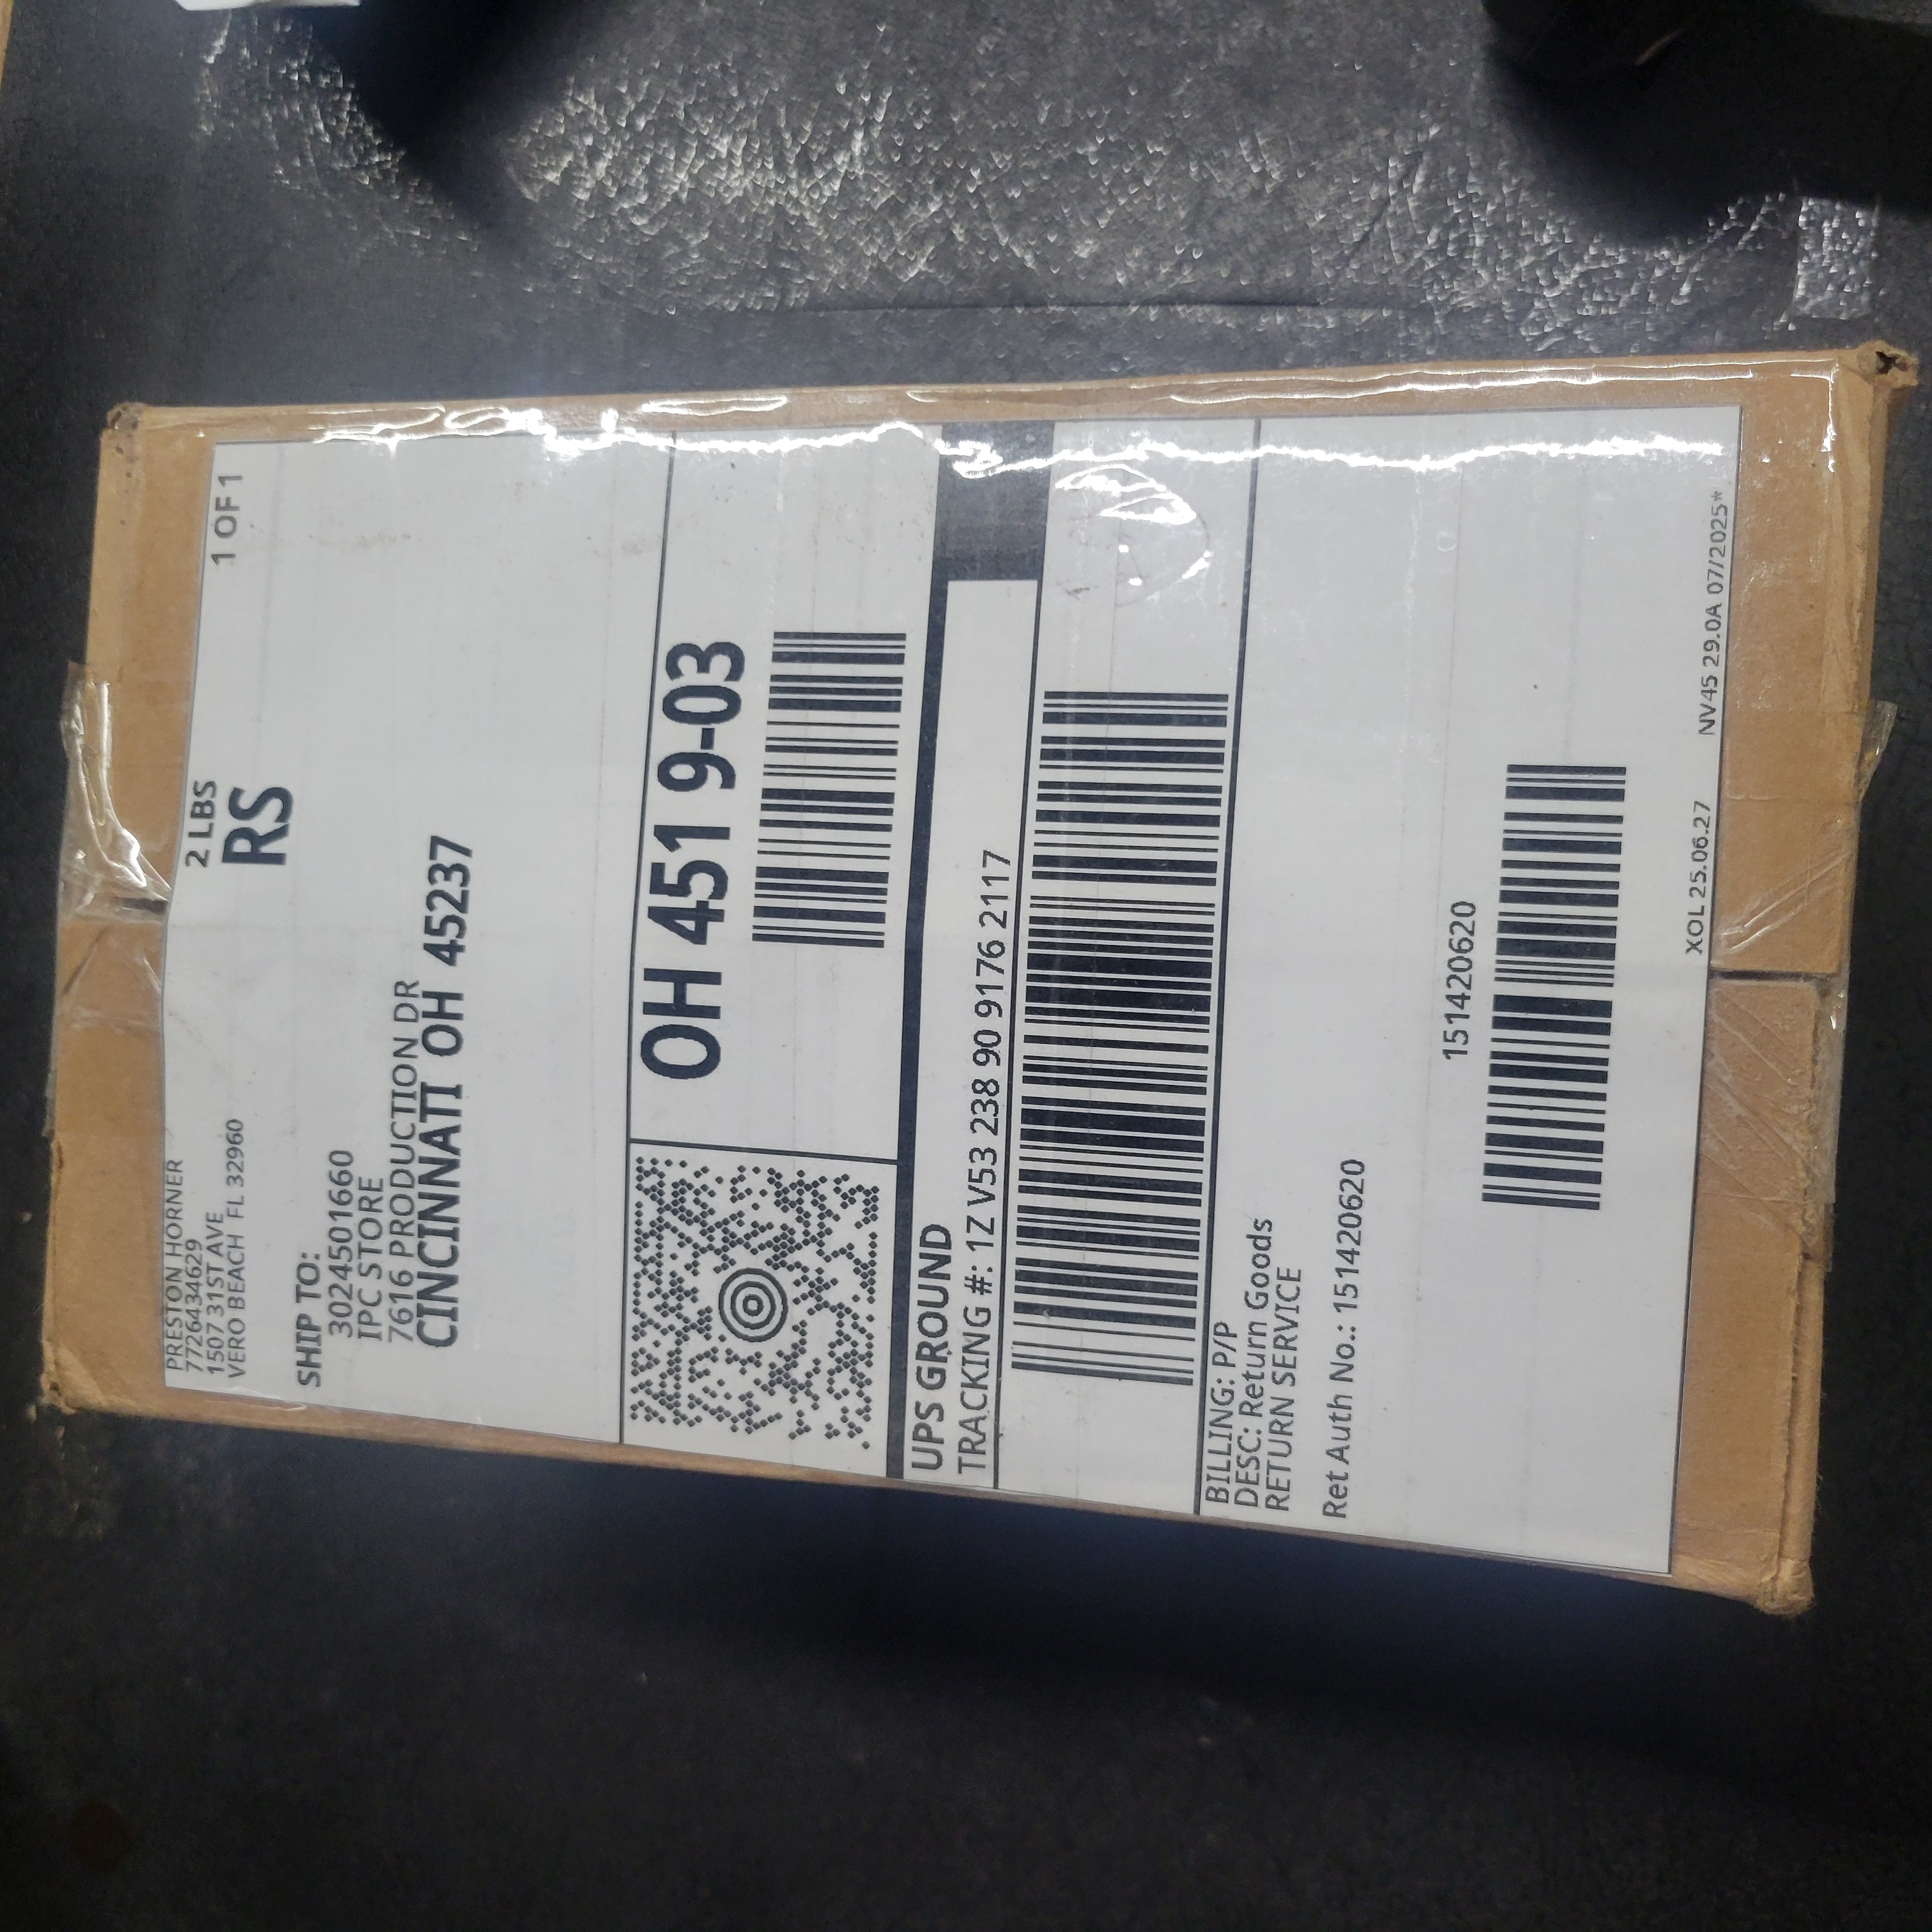 PRESTON HORNER
7726434629
1507 31ST AVE
VERO BEACH FL 32960
2 LBS
1 OF 1
RS
SHIP TO:
3024501660
IPC STORE
7616 PRODUCTION DR
CINCINNATI OH 45237
OH 451 9-03
UPS GROUND
TRACKING #: 1Z V53 238 90 9176 2117
BILLING: P/P
DESC: Return Goods
RETURN SERVICE
Ret Auth No.: 151420620
151420620
XOL 25.06.27 NV45 29.0A 07/2025*